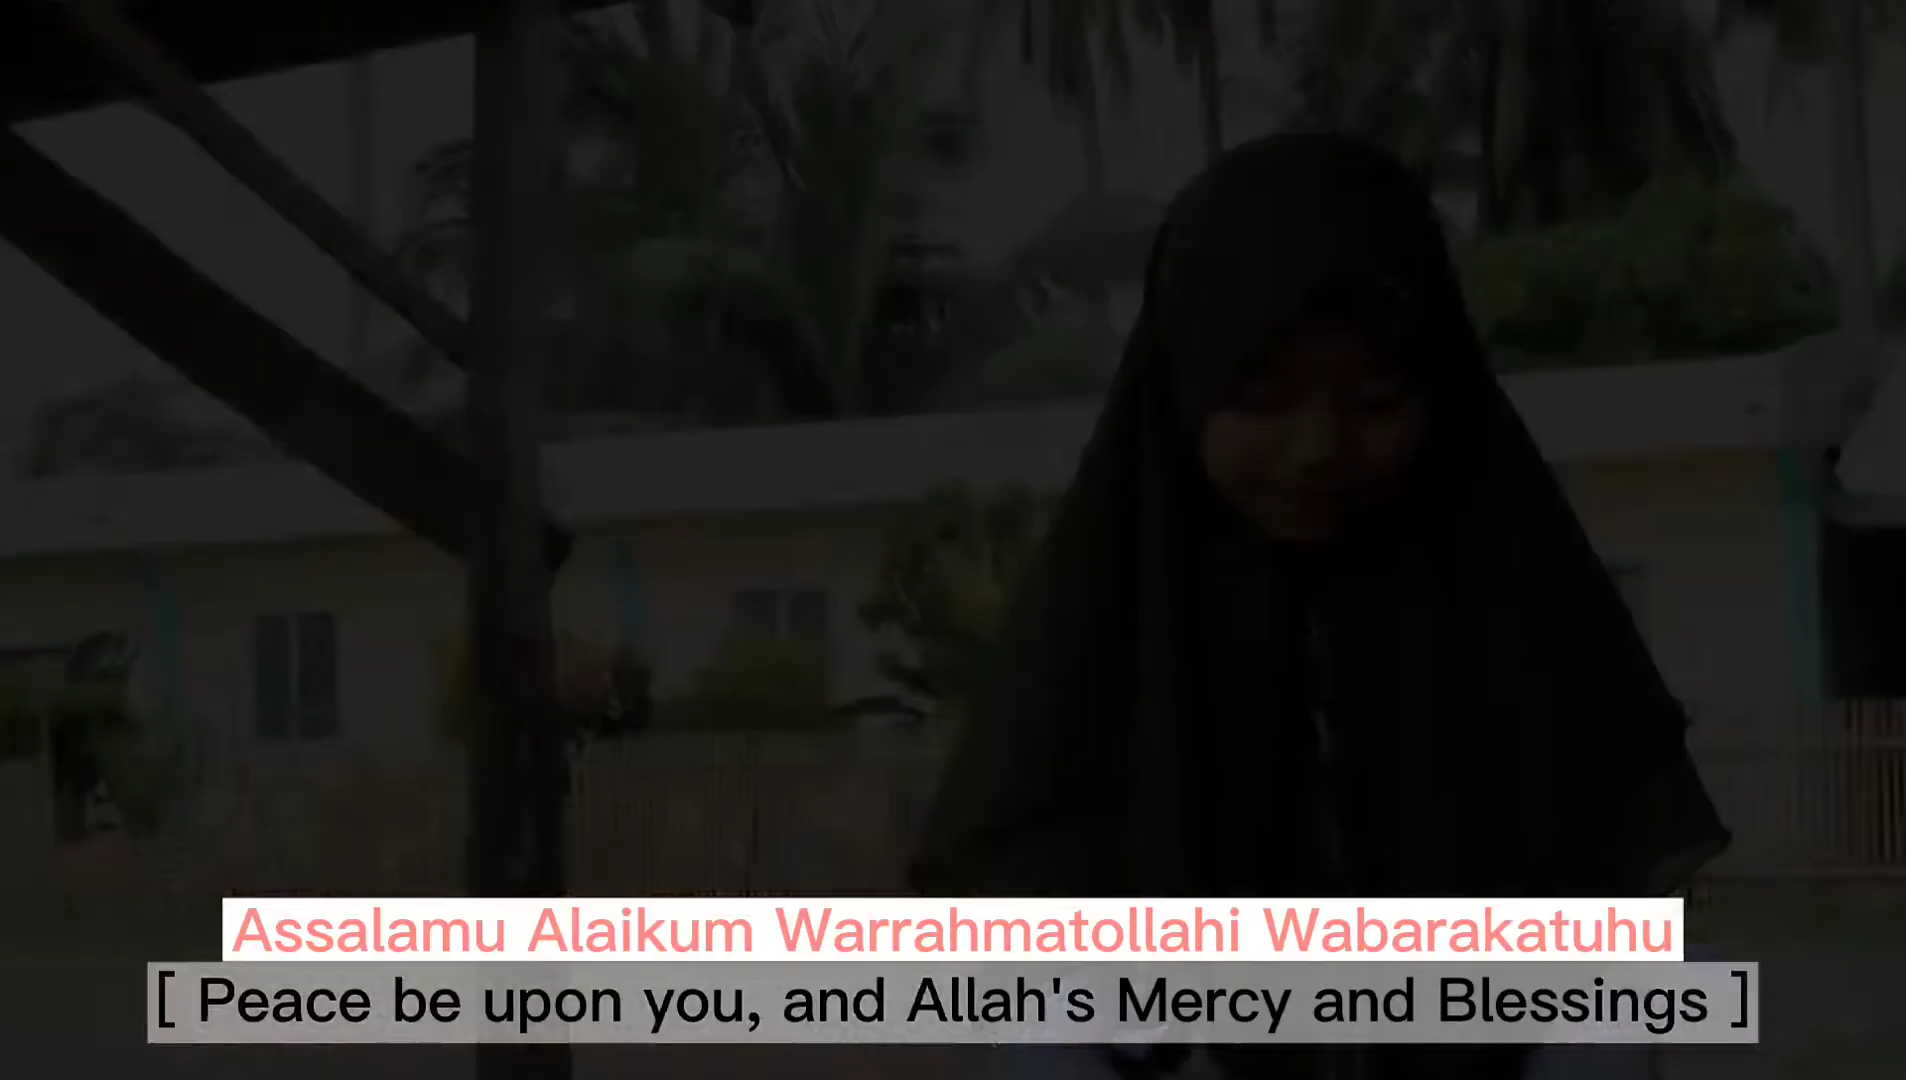 Assalamu Alaikum Warrahmatollahi Wabarakatuhu
[ Peace be upon you, and Allah's Mercy and Blessings ]